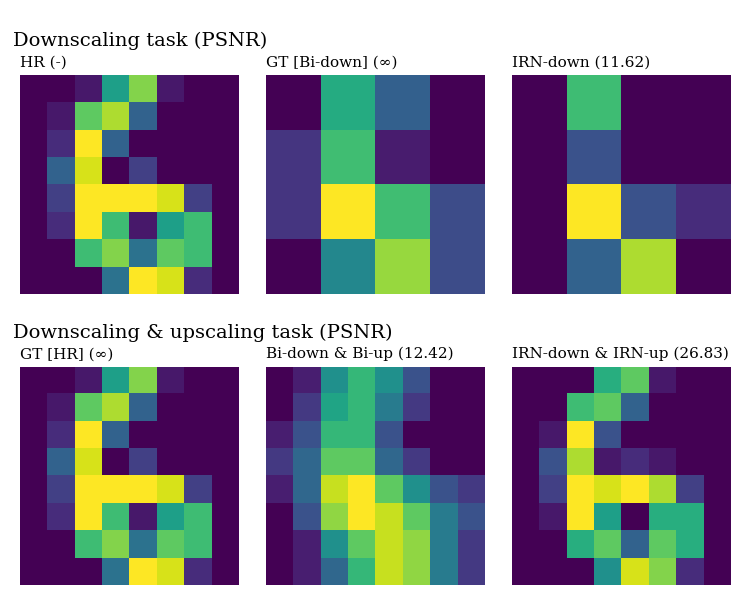 Downscaling task (PSNR)
HR (-)
GT [Bi-down] (∞)
IRN-down (11.62)
Downscaling & upscaling task (PSNR)
GT [HR] (∞)
Bi-down & Bi-up (12.42)
IRN-down & IRN-up (26.83)